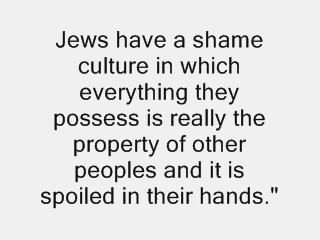 Jews have a shame
culture in which
everything they
possess is really the
property of other
peoples and it is
spoiled in their hands."